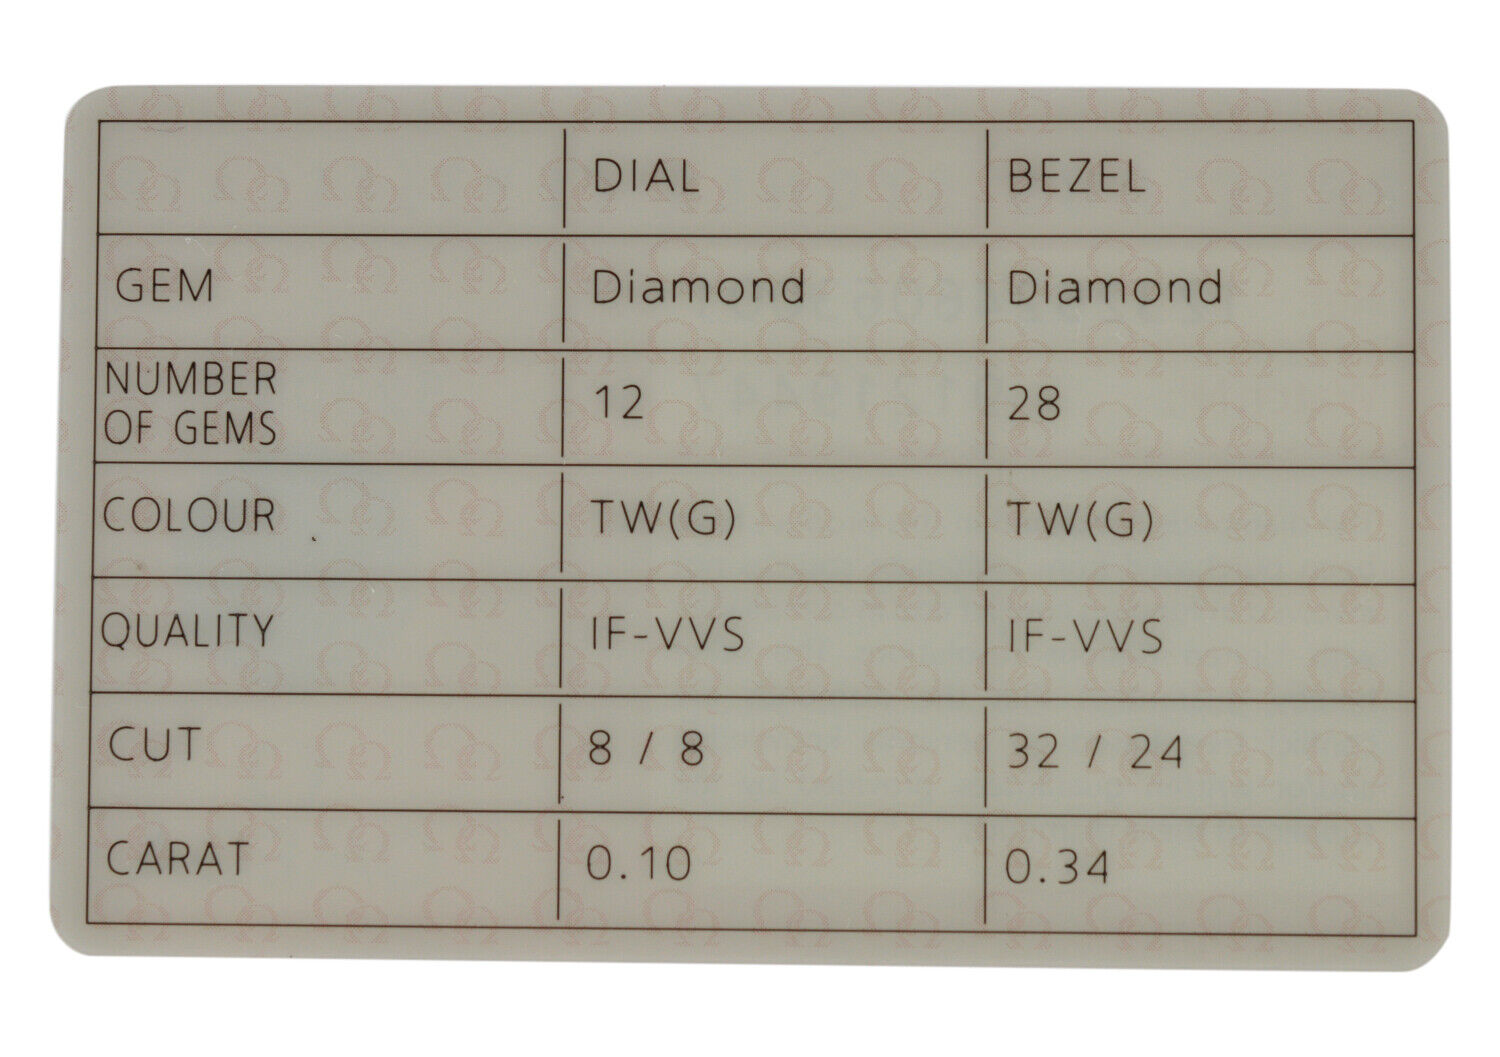 DIAL BEZEL
GEM Diamond Diamond
NUMBER
OF GEMS 12 28
COLOUR TW(G) TW(G)
QUALITY IF-VVS IF-VVS
CUT 8 / 8 32 / 24
CARAT 0.10 0.34